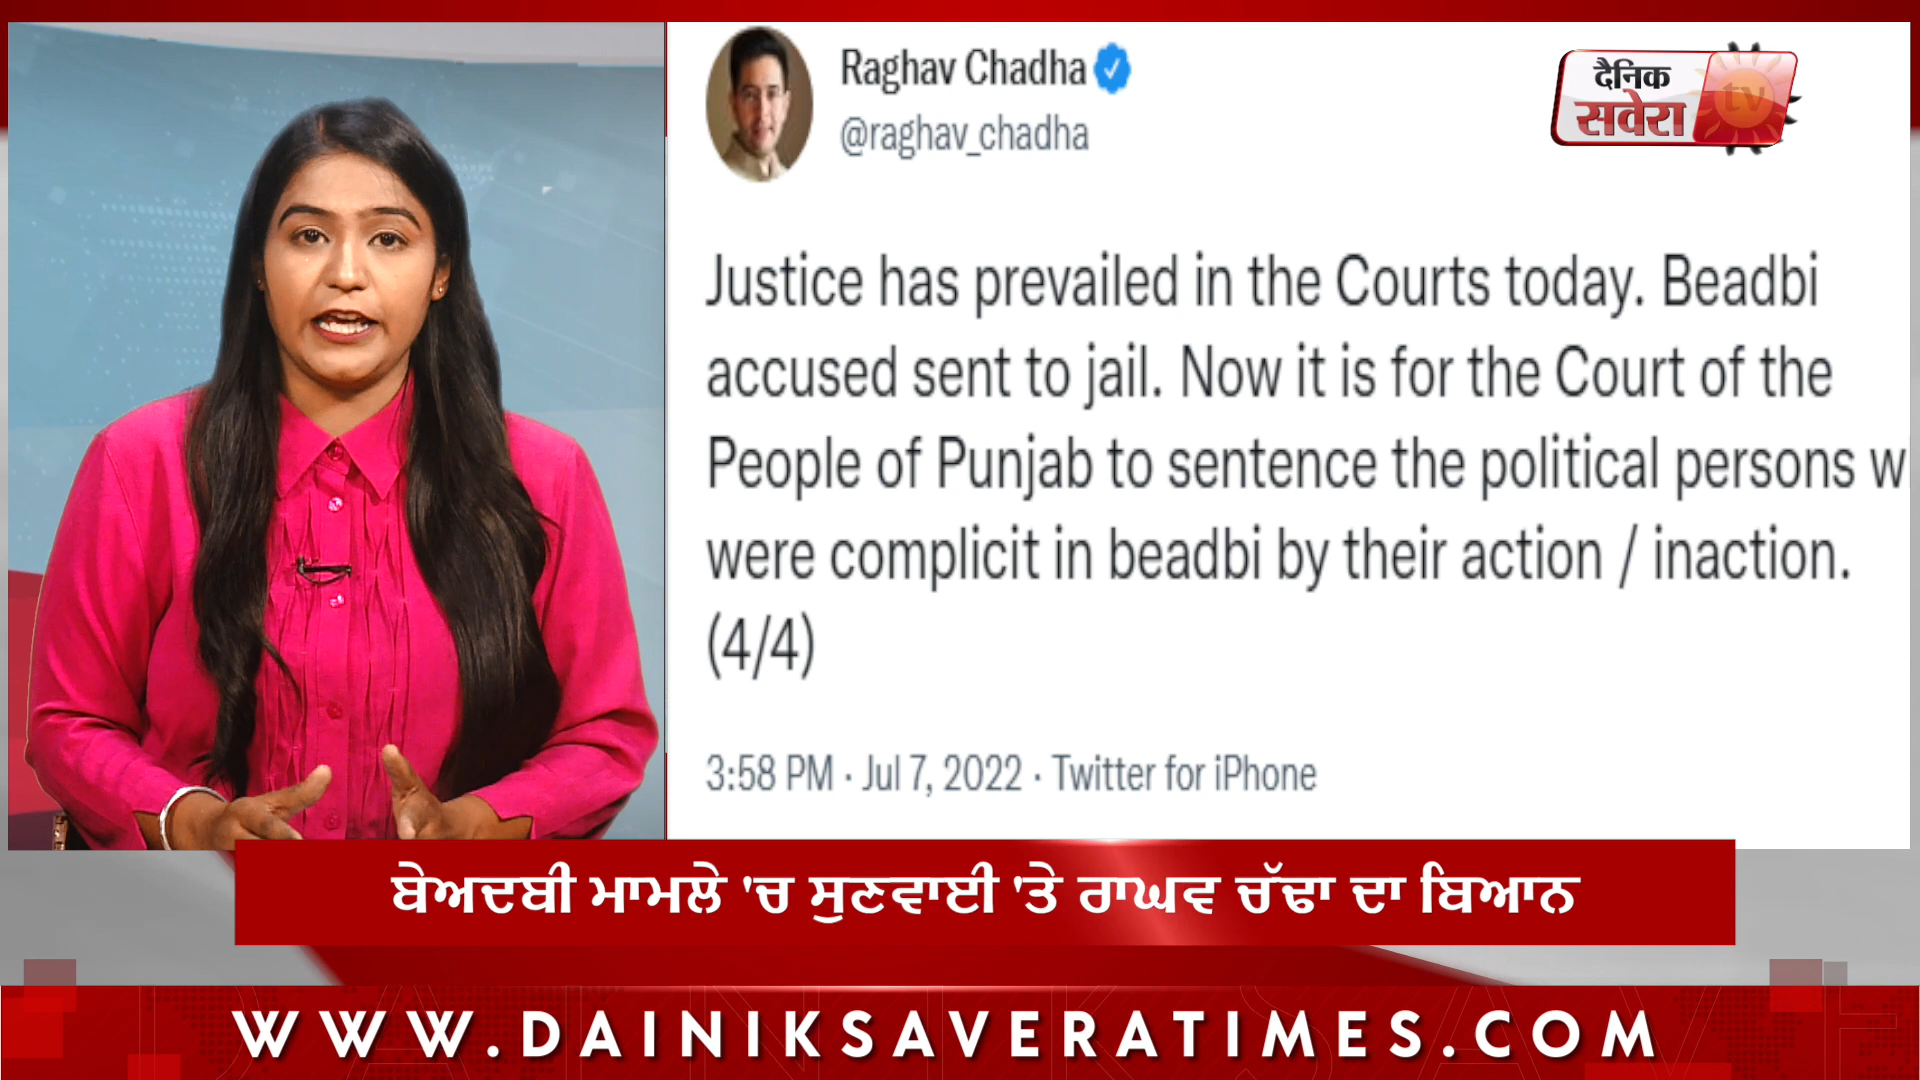 Raghav Chadha
@raghav_chadha
दैनिक
सवेरा
tv
Justice has prevailed in the Courts today. Beadbi
accused sent to jail. Now it is for the Court of the
People of Punjab to sentence the political persons w
were complicit in beadbi by their action / inaction.
(4/4)
3:58 PM · Jul 7, 2022 · Twitter for iPhone
ਬੇਅਦਬੀ ਮਾਮਲੇ 'ਚ ਸੁਣਵਾਈ 'ਤੇ ਰਾਘਵ ਚੱਢਾ ਦਾ ਬਿਆਨ
WWW.DAINIKSAVERATIMES.COM